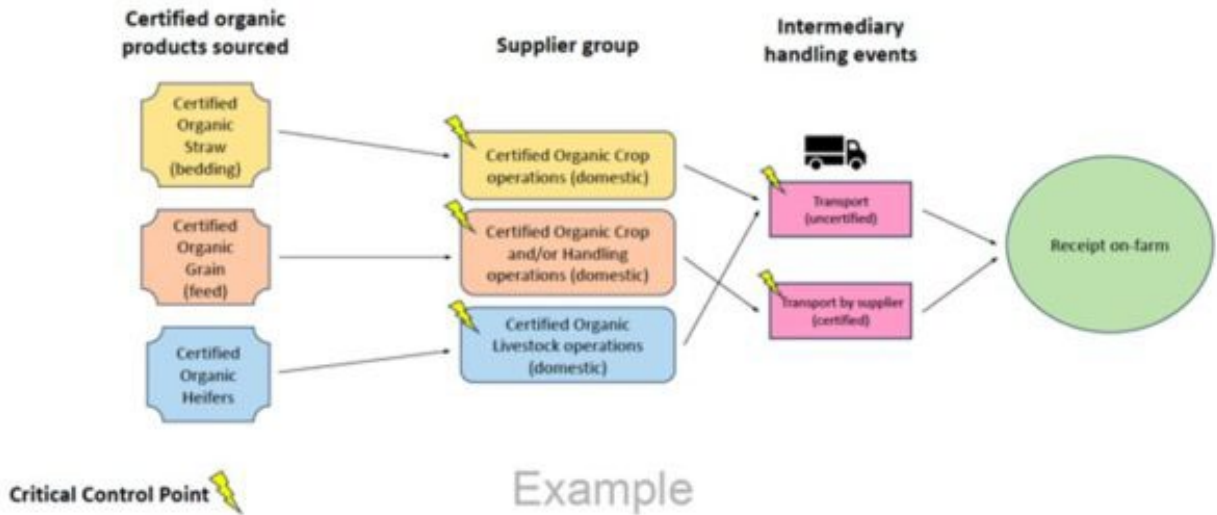 Certified organic
products sourced
Supplier group
Intermediary
handling events
Certified
Organic
Straw
(bedding)
Certified Organic Crop
operations (domestic)
Transport
(uncertified)
Certified
Organic
Grain
(feed)
Certified Organic Crop
and/or Handling
operations (domestic)
Receipt on-farm
Transport by supplier
(certified)
Certified
Organic
Heifers
Certified Organic
Livestock operations
(domestic)
Critical Control Point
Example